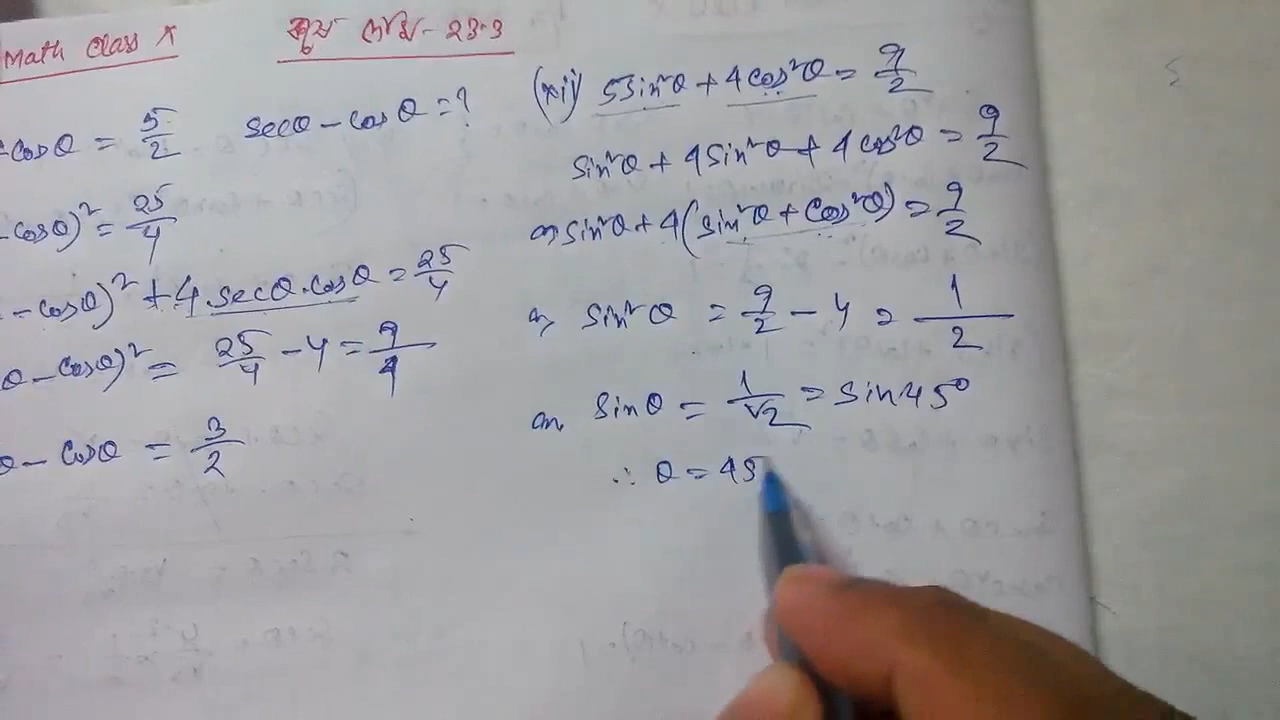 Math Class X
কষে দেখি - 23.3
cosθ = 5/2 secθ - cosθ = ?
cosθ)² = 25/4
- cosθ)² + 4.secθ.cosθ = 25/4
θ - cosθ)² = 25/4 - 4 = 9/4
θ - cosθ = 3/2
(xii) 5sin²θ + 4cos²θ = 9/2
sin²θ + 4sin²θ + 4cos²θ = 9/2
sin²θ + 4(sin²θ + cos²θ) = 9/2
sin²θ = 9/2 - 4 = 1/2
sinθ = 1/√2 = sin45°
∴ θ = 45